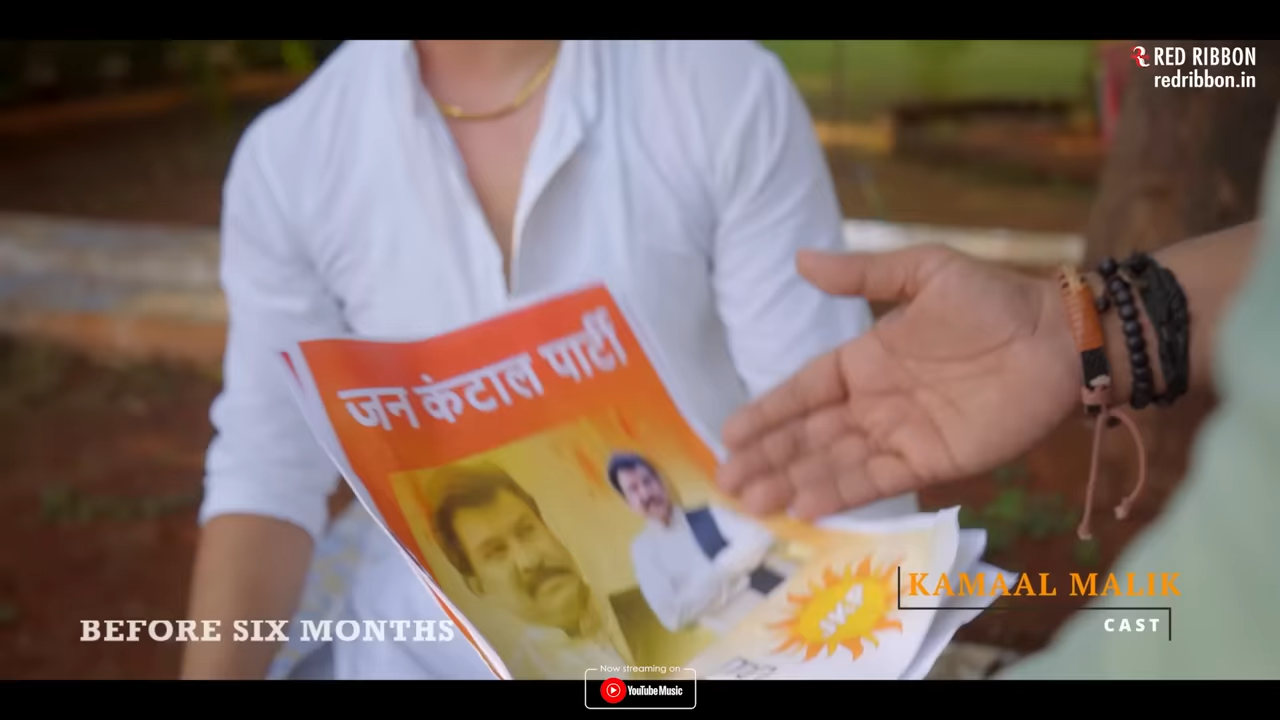 RED RIBBON
redribbon.in
जन कंटाल पार्टी
KAMAAL MALIK
CAST
BEFORE SIX MONTHS
Now streaming on
YouTube Music